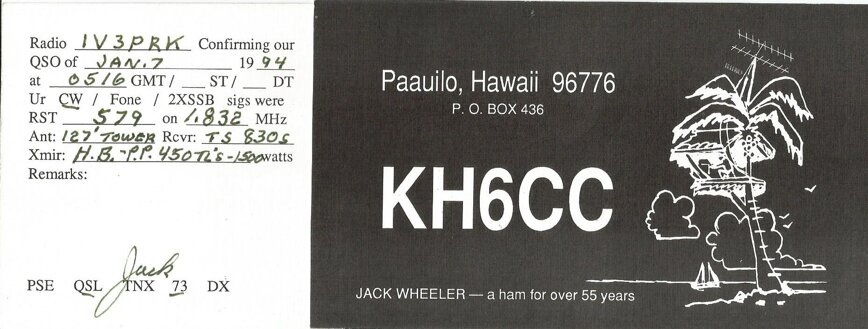 Radio IV3PRK Confirming our
QSO of JAN. 7 19 94
at 0516 GMT/ ST/ DT
Ur CW / Fone / 2XSSB sigs were
RST 579 on 1.832 MHz
Ant: 127' TOWER Rcvr: TS 830S
Xmir: H.B.-P.P. 450TL's-1500watts
Remarks:
Jack
PSE QSL TNX 73 DX
Paauilo, Hawaii 96776
P. O. BOX 436
KH6CC
JACK WHEELER — a ham for over 55 years